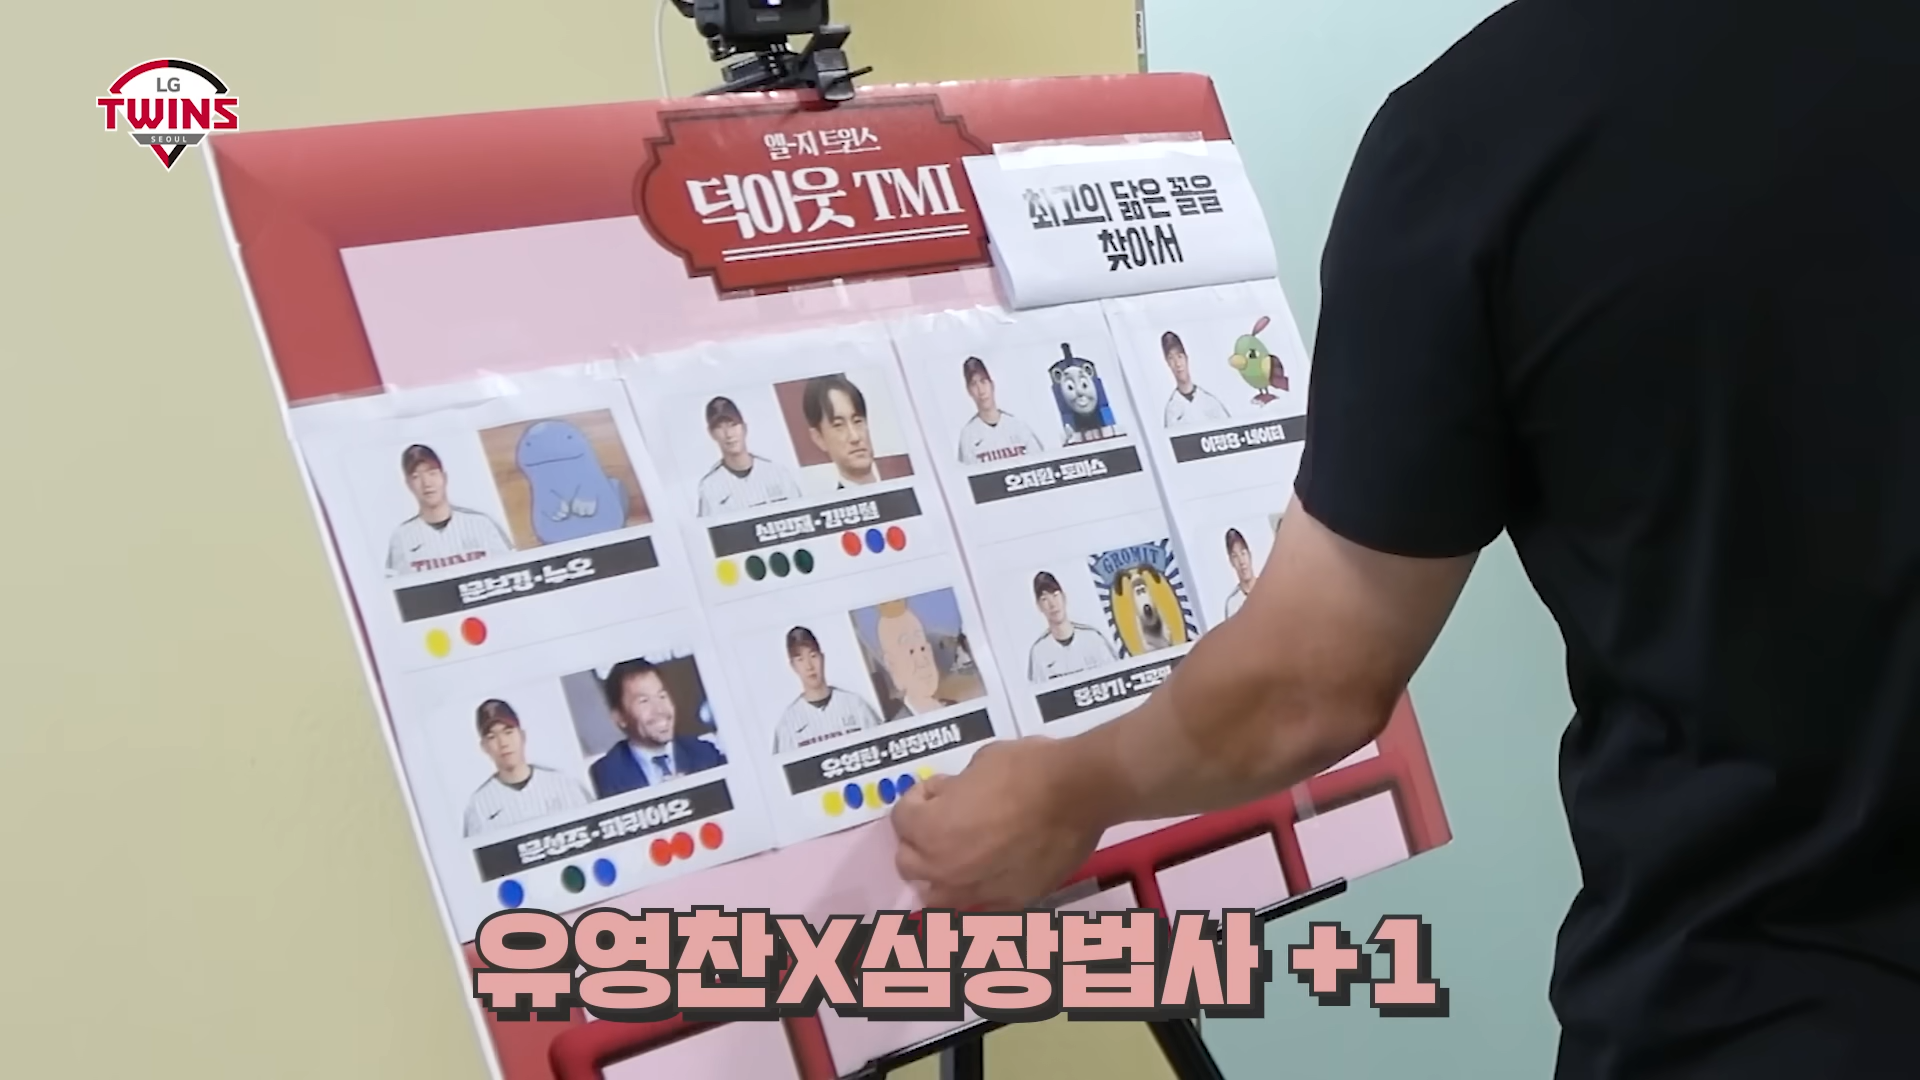 LG
TWINS
SEOUL
엘-지 트윈스
덕아웃 TMI
최고의 닮은 꼴을
찾아서
문보경·누오
신민재·김병철
오지환·토마스
이정용·네이티
GROMIT
문성주·파퀴아오
유영찬·삼장법사
유영찬X삼장법사 +1